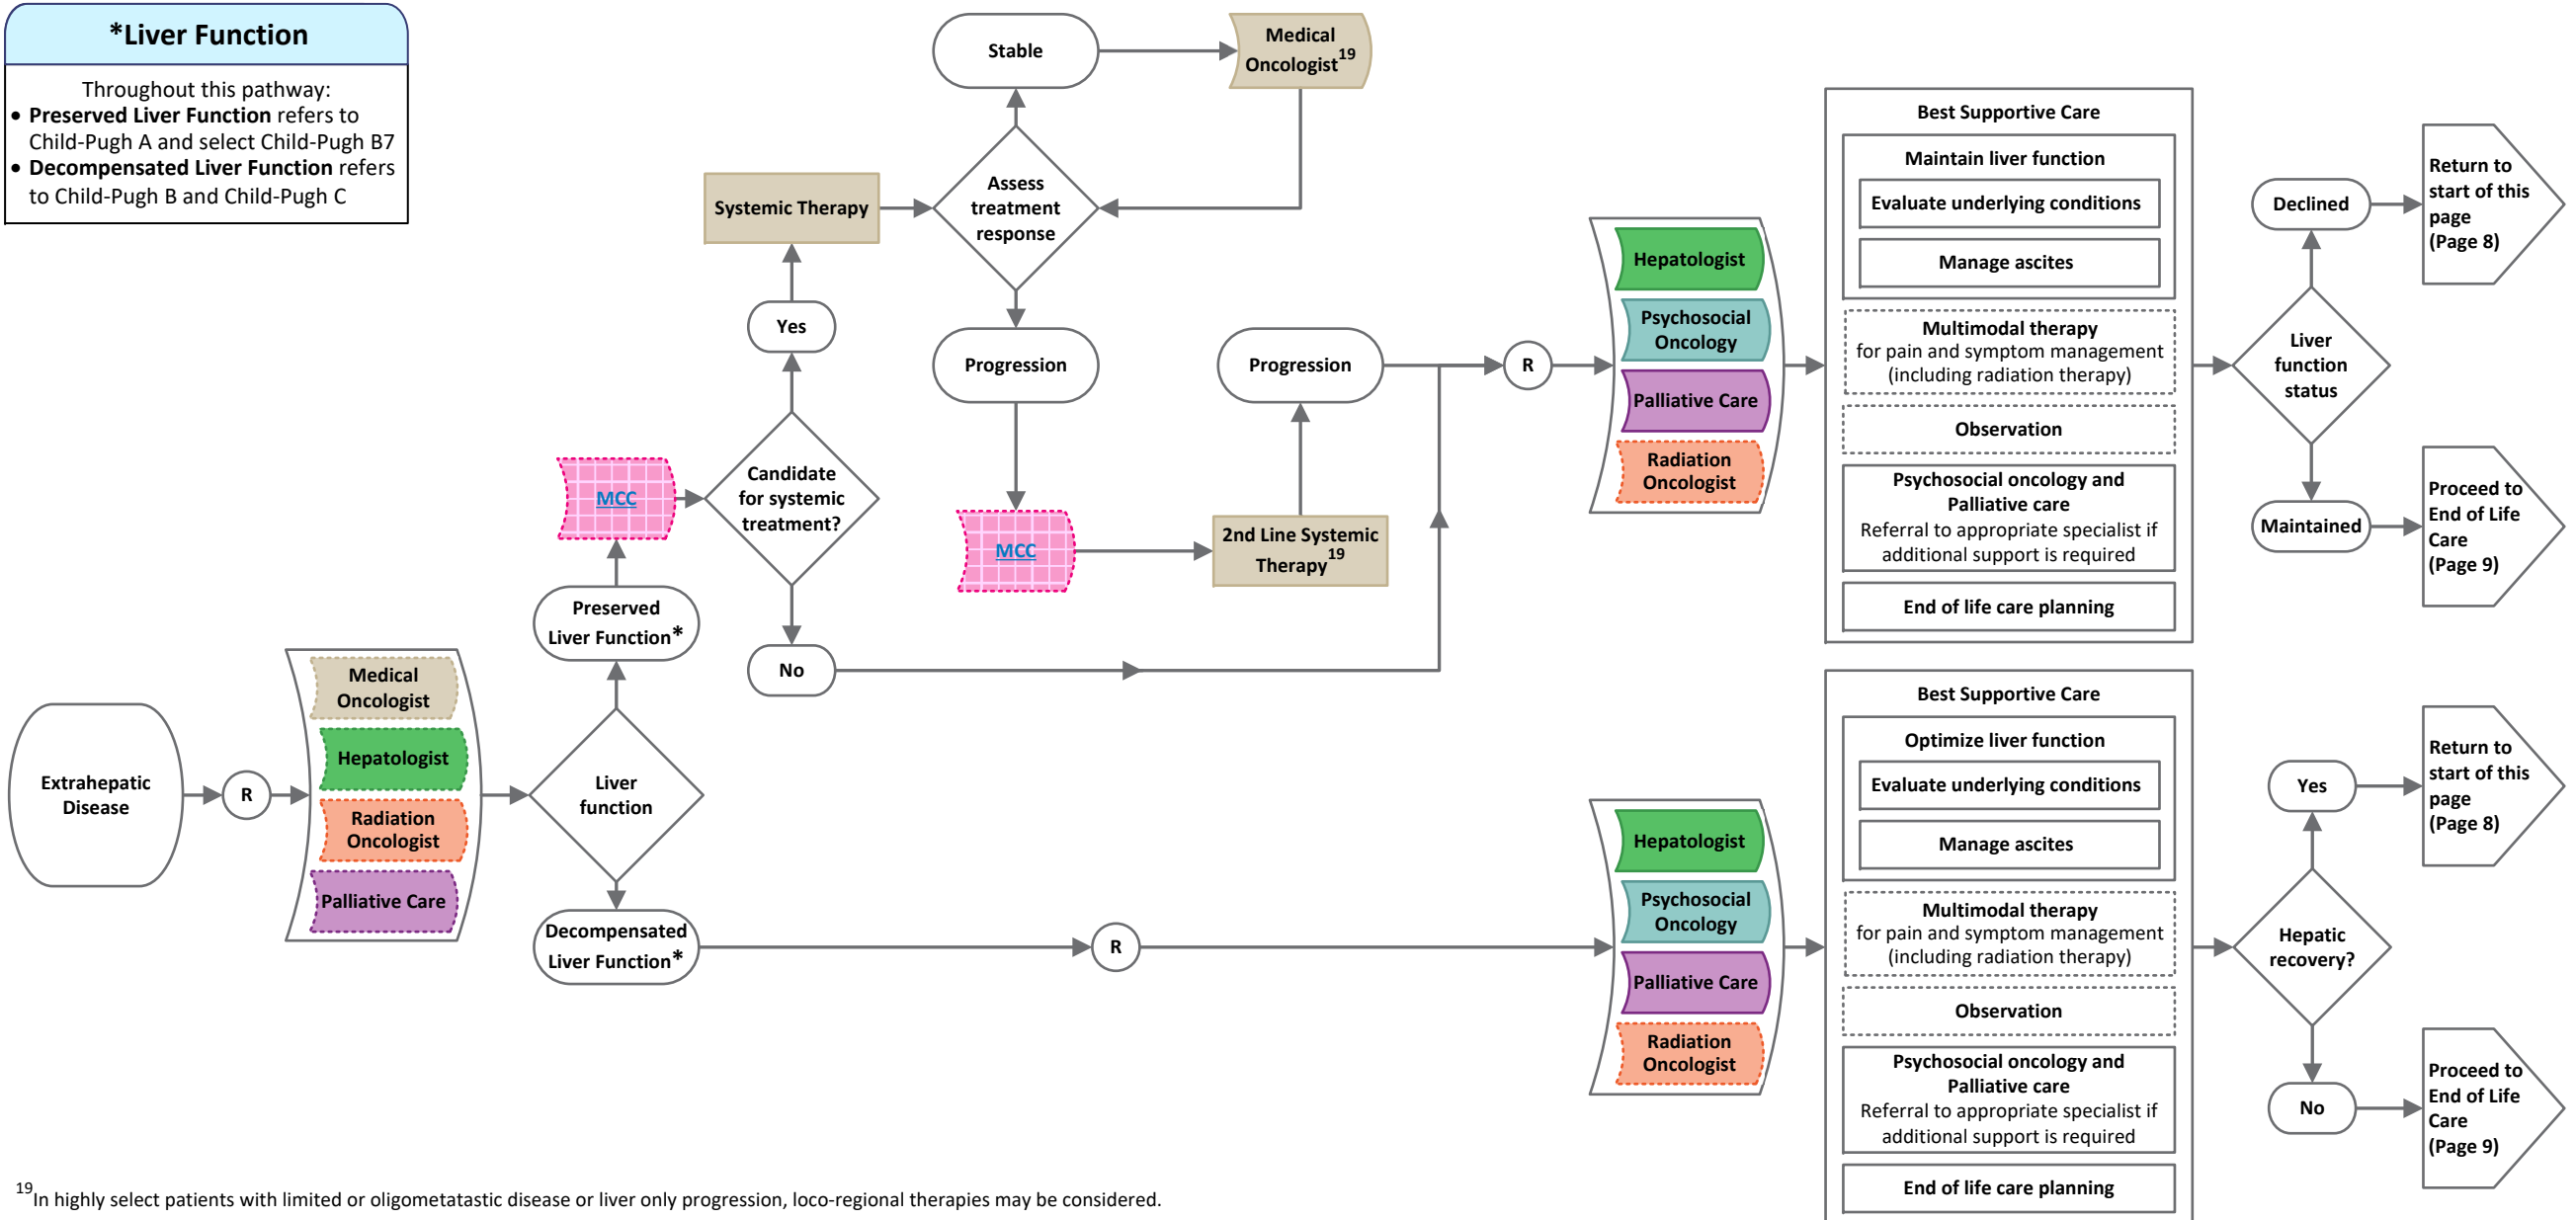 *Liver Function
Throughout this pathway:
• Preserved Liver Function refers to
Child-Pugh A and select Child-Pugh B7
• Decompensated Liver Function refers
to Child-Pugh B and Child-Pugh C
Extrahepatic
Disease
R
Medical
Oncologist
Hepatologist
Radiation
Oncologist
Palliative Care
Liver
function
Preserved
Liver Function*
Decompensated
Liver Function*
MCC
Candidate
for systemic
treatment?
Yes
No
Systemic Therapy
Assess
treatment
response
Stable
Medical
Oncologist19
Progression
MCC
2nd Line Systemic
Therapy19
Progression
R
Hepatologist
Psychosocial
Oncology
Palliative Care
Radiation
Oncologist
Best Supportive Care
Maintain liver function
Evaluate underlying conditions
Manage ascites
Multimodal therapy
for pain and symptom management
(including radiation therapy)
Observation
Psychosocial oncology and
Palliative care
Referral to appropriate specialist if
additional support is required
End of life care planning
Liver
function
status
Declined
Return to
start of this
page
(Page 8)
Maintained
Proceed to
End of Life
Care
(Page 9)
R
Hepatologist
Psychosocial
Oncology
Palliative Care
Radiation
Oncologist
Best Supportive Care
Optimize liver function
Evaluate underlying conditions
Manage ascites
Multimodal therapy
for pain and symptom management
(including radiation therapy)
Observation
Psychosocial oncology and
Palliative care
Referral to appropriate specialist if
additional support is required
End of life care planning
Hepatic
recovery?
Yes
Return to
start of this
page
(Page 8)
No
Proceed to
End of Life
Care
(Page 9)
19In highly select patients with limited or oligometatastic disease or liver only progression, loco-regional therapies may be considered.